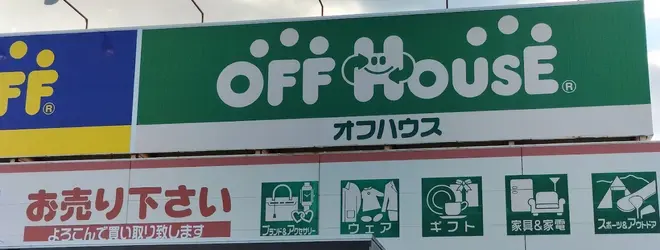 FF®
OFF HOUSE®
オフハウス
お売り下さい
よろこんで買い取り致します
ブランド&アクセサリー
ウェア
ギフト
家具&家電
スポーツ&アウトドア